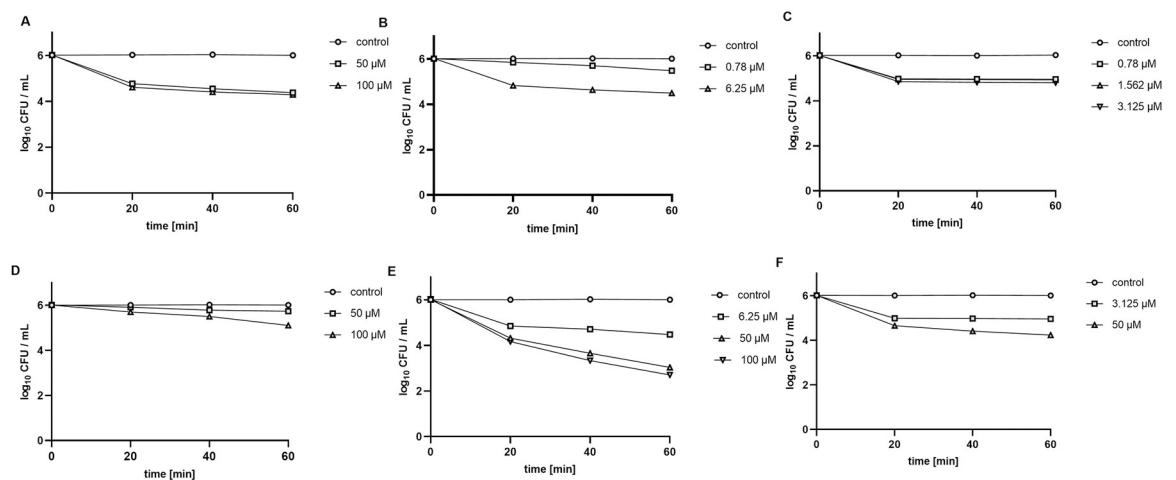 A
log10 CFU / mL
6
4
2
0
0 20 40 60
time [min]
control
50 µM
100 µM
B
log10 CFU / mL
6
4
2
0
0 20 40 60
time [min]
control
0.78 µM
6.25 µM
C
log10 CFU / mL
6
4
2
0
0 20 40 60
time [min]
control
0.78 µM
1.562 µM
3.125 µM
D
log10 CFU / mL
6
4
2
0
0 20 40 60
time [min]
control
50 µM
100 µM
E
log10 CFU / mL
6
4
2
0
0 20 40 60
time [min]
control
6.25 µM
50 µM
100 µM
F
log10 CFU / mL
6
4
2
0
0 20 40 60
time [min]
control
3.125 µM
50 µM